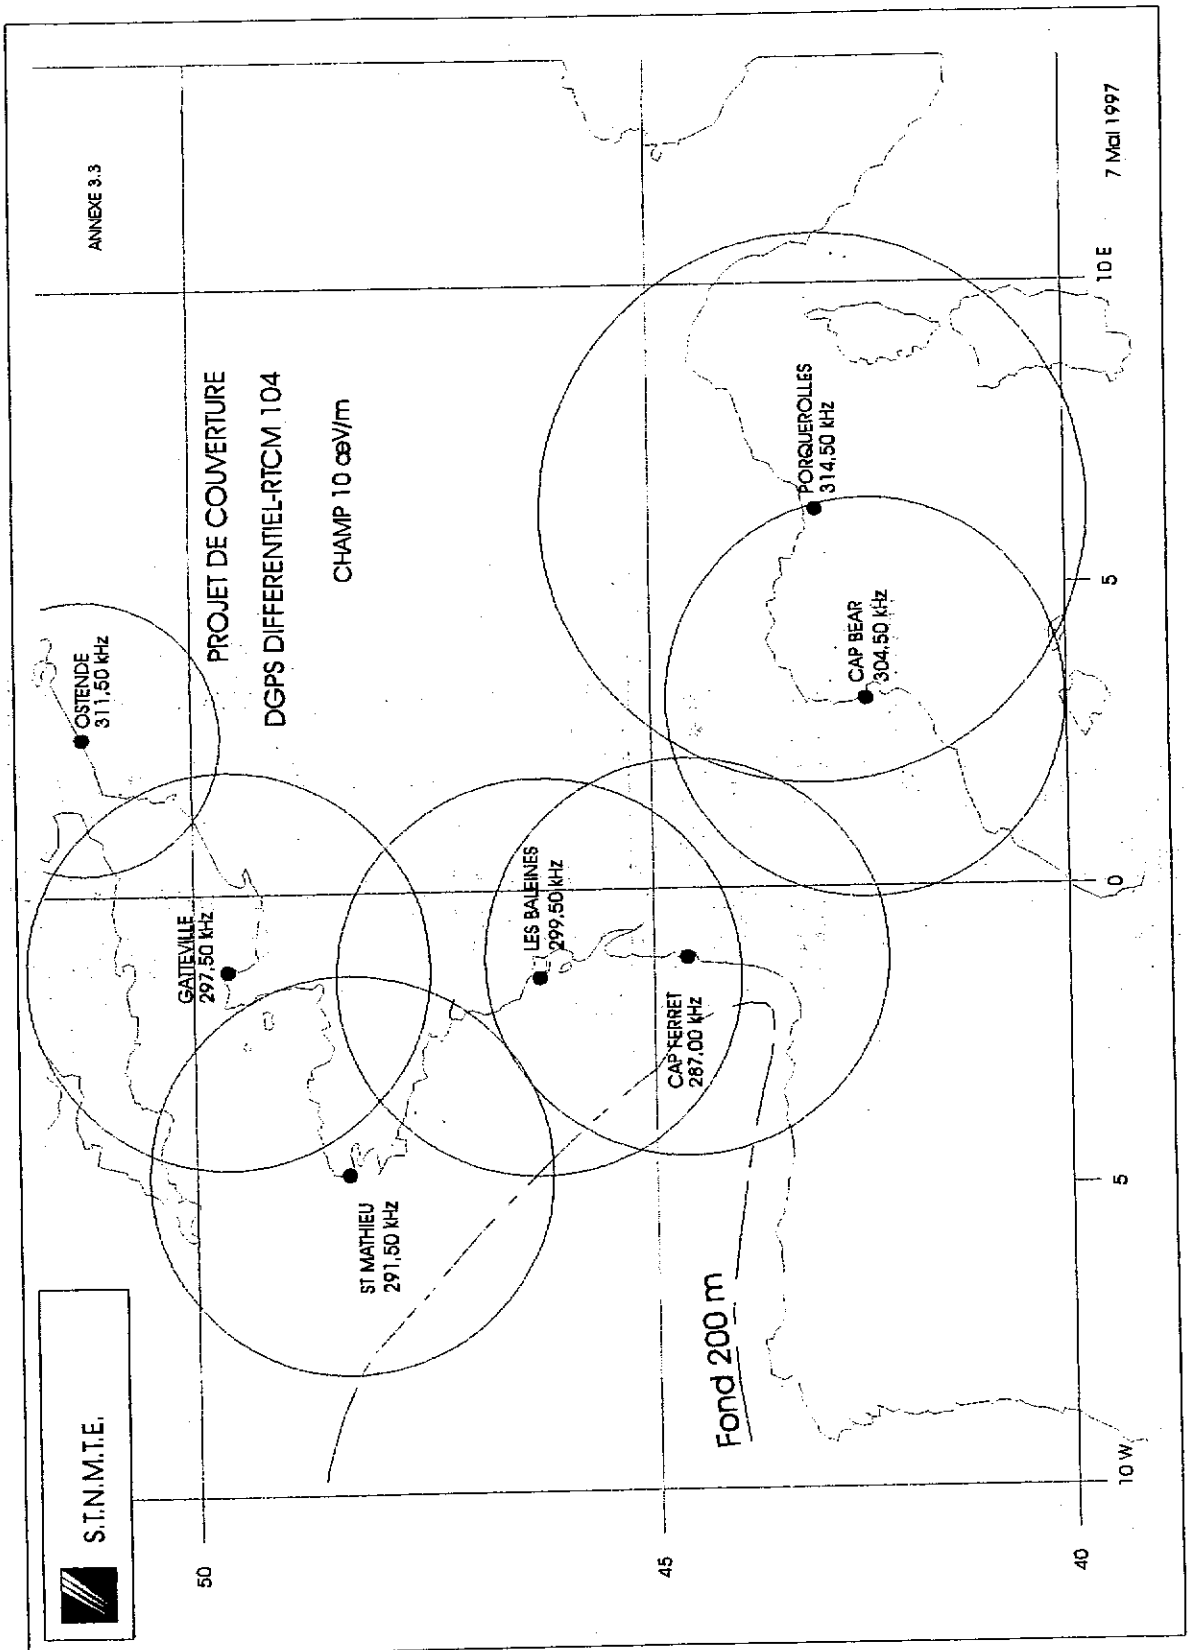 S.T.N.M.T.E.
ANNEXE 3.3
PROJET DE COUVERTURE
DGPS DIFFERENTIEL-RTCM 104
CHAMP 10 œV/m
OSTENDE
311,50 kHz
GATTEVILLE
297,50 kHz
ST MATHIEU
291,50 kHz
LES BALEINES
299,50 kHz
CAP FERRET
287,00 kHz
CAP BEAR
304,50 kHz
PORQUEROLLES
314,50 kHz
Fond 200 m
50
45
40
10 W
5
0
5
10 E
7 Mai 1997